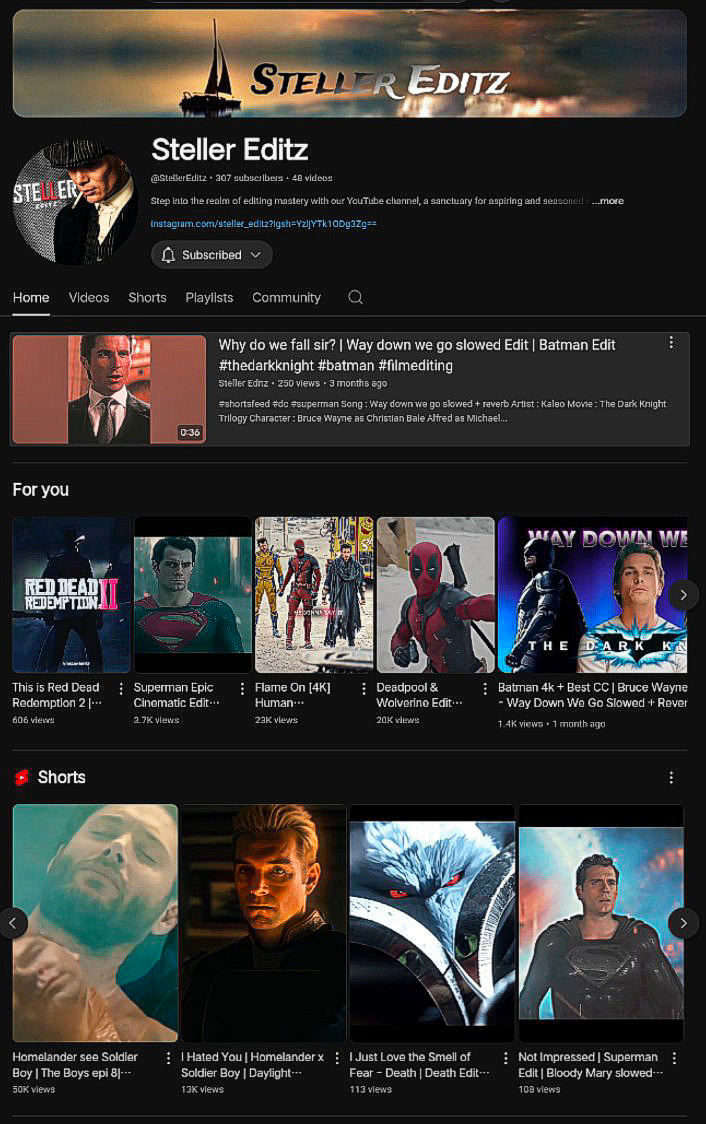 STELLER EDITZ
STELLER
EDITZ
Steller Editz
@StellerEditz • 307 subscribers • 48 videos
Step into the realm of editing mastery with our YouTube channel, a sanctuary for aspiring and seasoned ...more
instagram.com/steller_editz?igsh=YzljYTk1ODg3Zg==
Subscribed
Home Videos Shorts Playlists Community
Why do we fall sir? | Way down we go slowed Edit | Batman Edit
#thedarkknight #batman #filmediting
Steller Editz • 250 views • 3 months ago
#shortsfeed #dc #superman Song : Way down we go slowed + reverb Artist : Kaleo Movie : The Dark Knight
Trilogy Character : Bruce Wayne as Christian Bale Alfred as Michael...
0:36
For you
RED DEAD
REDEMPTION II
HE GONNA SAY IT
WAY DOWN WE
THE DARK KN
This is Red Dead
Redemption 2 |...
606 views
Superman Epic
Cinematic Edit...
3.7K views
Flame On [4K]
Human...
23K views
Deadpool &
Wolverine Edit...
20K views
Batman 4k + Best CC | Bruce Wayne
- Way Down We Go Slowed + Rever
1.4K views • 1 month ago
Shorts
Homelander see Soldier
Boy | The Boys epi 8|...
50K views
I Hated You | Homelander x
Soldier Boy | Daylight...
13K views
I Just Love the Smell of
Fear - Death | Death Edit...
113 views
Not Impressed | Superman
Edit | Bloody Mary slowed...
108 views